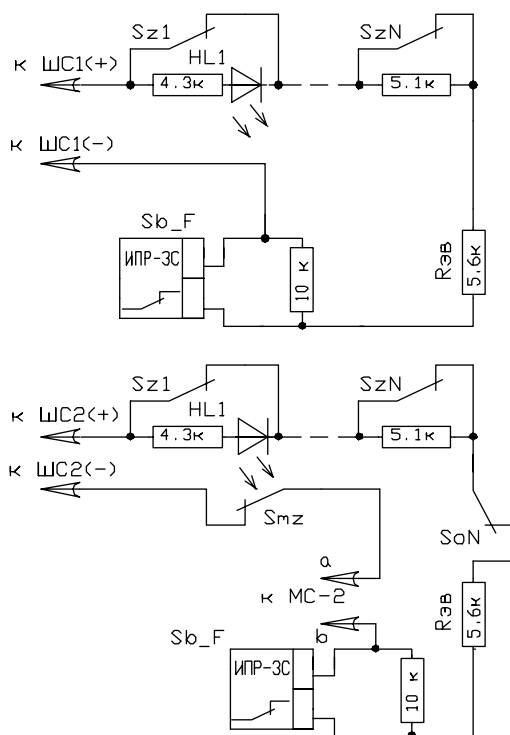 Sz1
SzN
HL1
к ШС1(+)
4.3к
5.1к
к ШС1(-)
Sb_F
ИПР-3С
10 к
Rэв
5.6к
Sz1
SzN
HL1
к ШС2(+)
4.3к
5.1к
к ШС2(-)
Smz
SoN
a
к МС-2
b
Rэв
5.6к
Sb_F
ИПР-3С
10 к